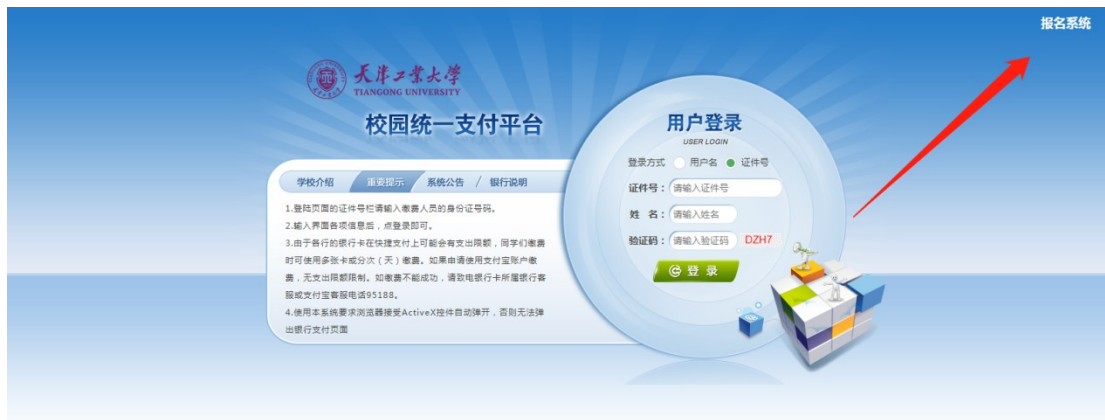 报名系统
天津工业大学
TIANGONG UNIVERSITY
校园统一支付平台
学校介绍 重要提示 系统公告 / 银行说明
1.登陆页面的证件号栏请输入缴费人员的身份证号码。
2.输入界面各项信息后，点登录即可。
3.由于各行的银行卡在快捷支付上可能会有支出限额，同学们缴费
时可使用多张卡或分次（天）缴费。如果申请使用支付宝账户缴
费，无支出限额限制。如缴费不能成功，请致电银行卡所属银行客
服或支付宝客服电话95188。
4.使用本系统要求浏览器接受ActiveX控件自动弹开，否则无法弹
出银行支付页面
用户登录
USER LOGIN
登录方式 用户名 证件号
证件号：请输入证件号
姓 名：请输入姓名
验证码：请输入验证码 DZH7
登 录